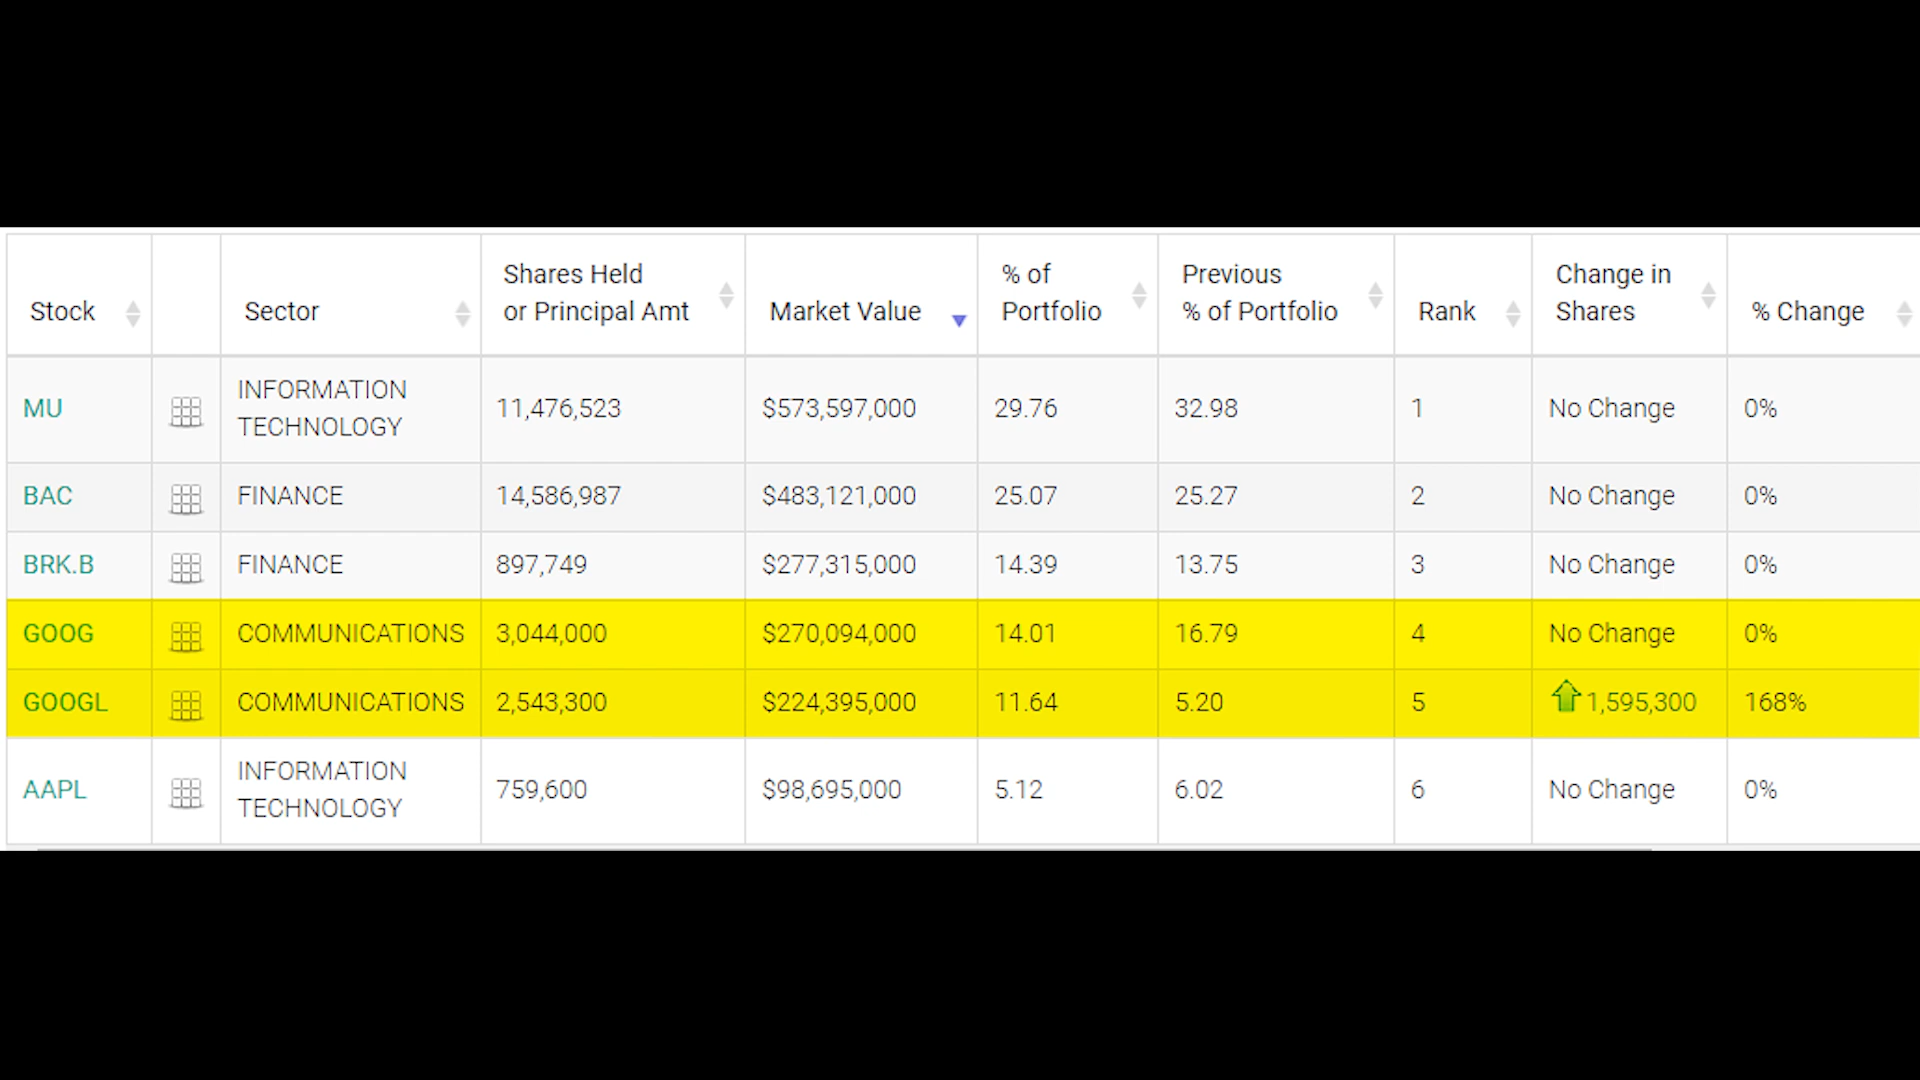 Stock Sector Shares Held or Principal Amt Market Value % of Portfolio Previous % of Portfolio Rank Change in Shares % Change
MU INFORMATION TECHNOLOGY 11,476,523 $573,597,000 29.76 32.98 1 No Change 0%
BAC FINANCE 14,586,987 $483,121,000 25.07 25.27 2 No Change 0%
BRK.B FINANCE 897,749 $277,315,000 14.39 13.75 3 No Change 0%
GOOG COMMUNICATIONS 3,044,000 $270,094,000 14.01 16.79 4 No Change 0%
GOOGL COMMUNICATIONS 2,543,300 $224,395,000 11.64 5.20 5 1,595,300 168%
AAPL INFORMATION TECHNOLOGY 759,600 $98,695,000 5.12 6.02 6 No Change 0%